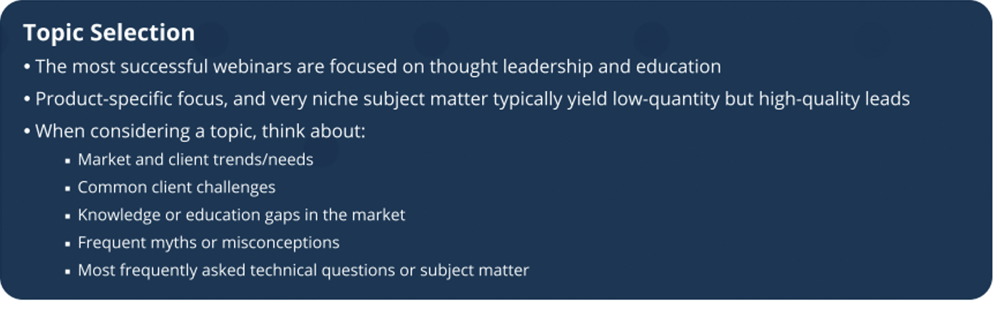 Topic Selection
• The most successful webinars are focused on thought leadership and education
• Product-specific focus, and very niche subject matter typically yield low-quantity but high-quality leads
• When considering a topic, think about:
▪ Market and client trends/needs
▪ Common client challenges
▪ Knowledge or education gaps in the market
▪ Frequent myths or misconceptions
▪ Most frequently asked technical questions or subject matter